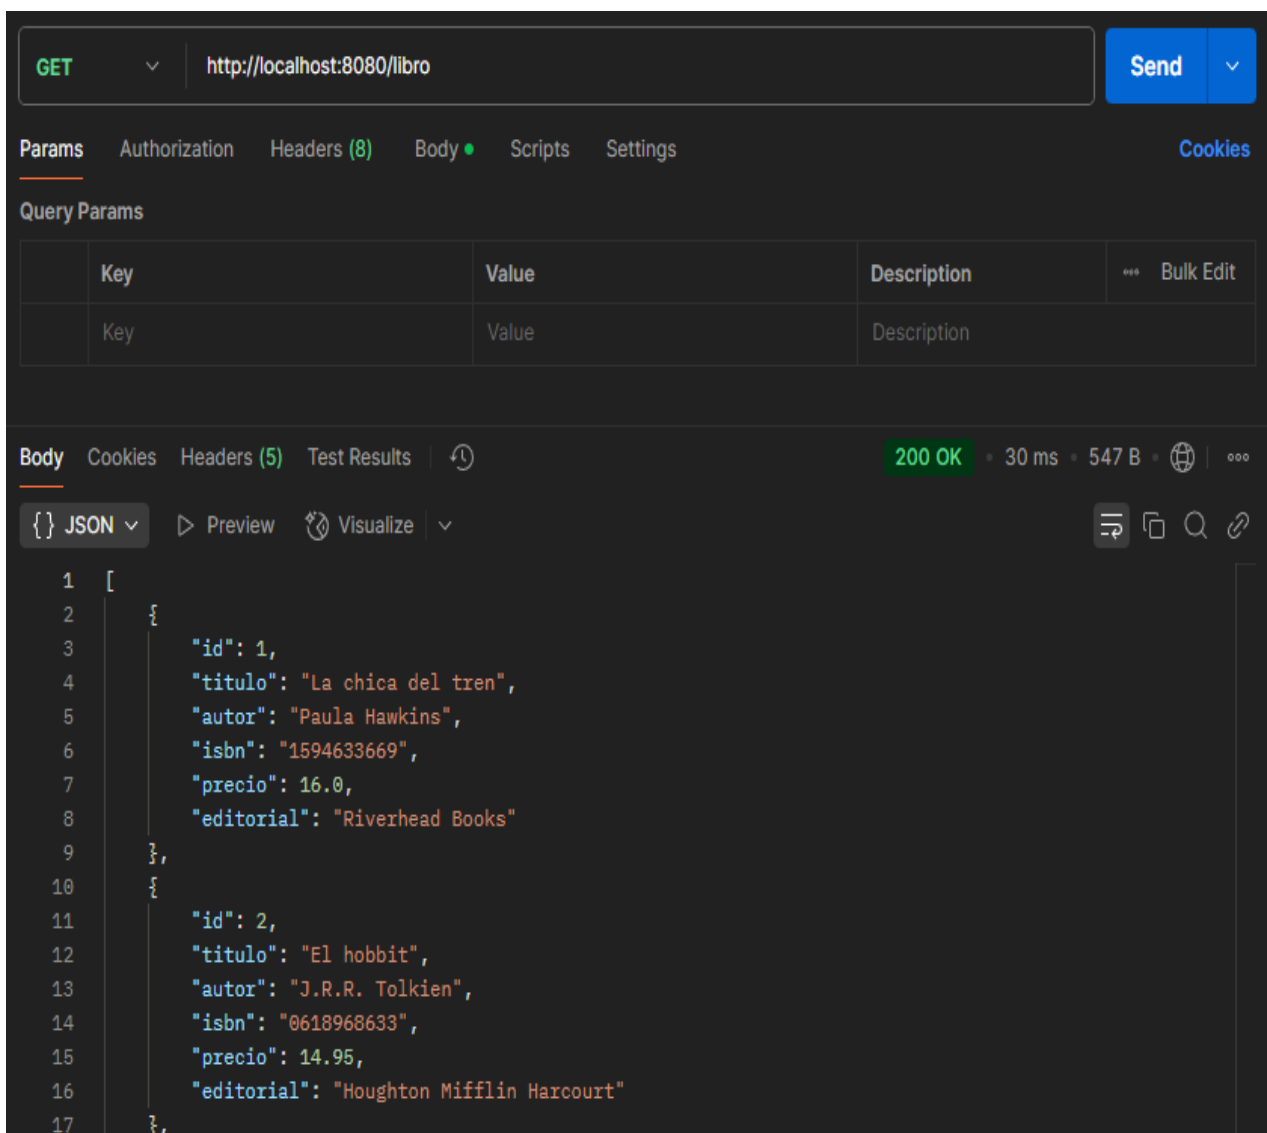 GET http://localhost:8080/libro Send
Params Authorization Headers (8) Body Scripts Settings Cookies
Query Params
Key Value Description Bulk Edit
Key Value Description
Body Cookies Headers (5) Test Results 200 OK 30 ms 547 B
{} JSON Preview Visualize
1 [
2 {
3 "id": 1,
4 "titulo": "La chica del tren",
5 "autor": "Paula Hawkins",
6 "isbn": "1594633669",
7 "precio": 16.0,
8 "editorial": "Riverhead Books"
9 },
10 {
11 "id": 2,
12 "titulo": "El hobbit",
13 "autor": "J.R.R. Tolkien",
14 "isbn": "0618968633",
15 "precio": 14.95,
16 "editorial": "Houghton Mifflin Harcourt"
17 },